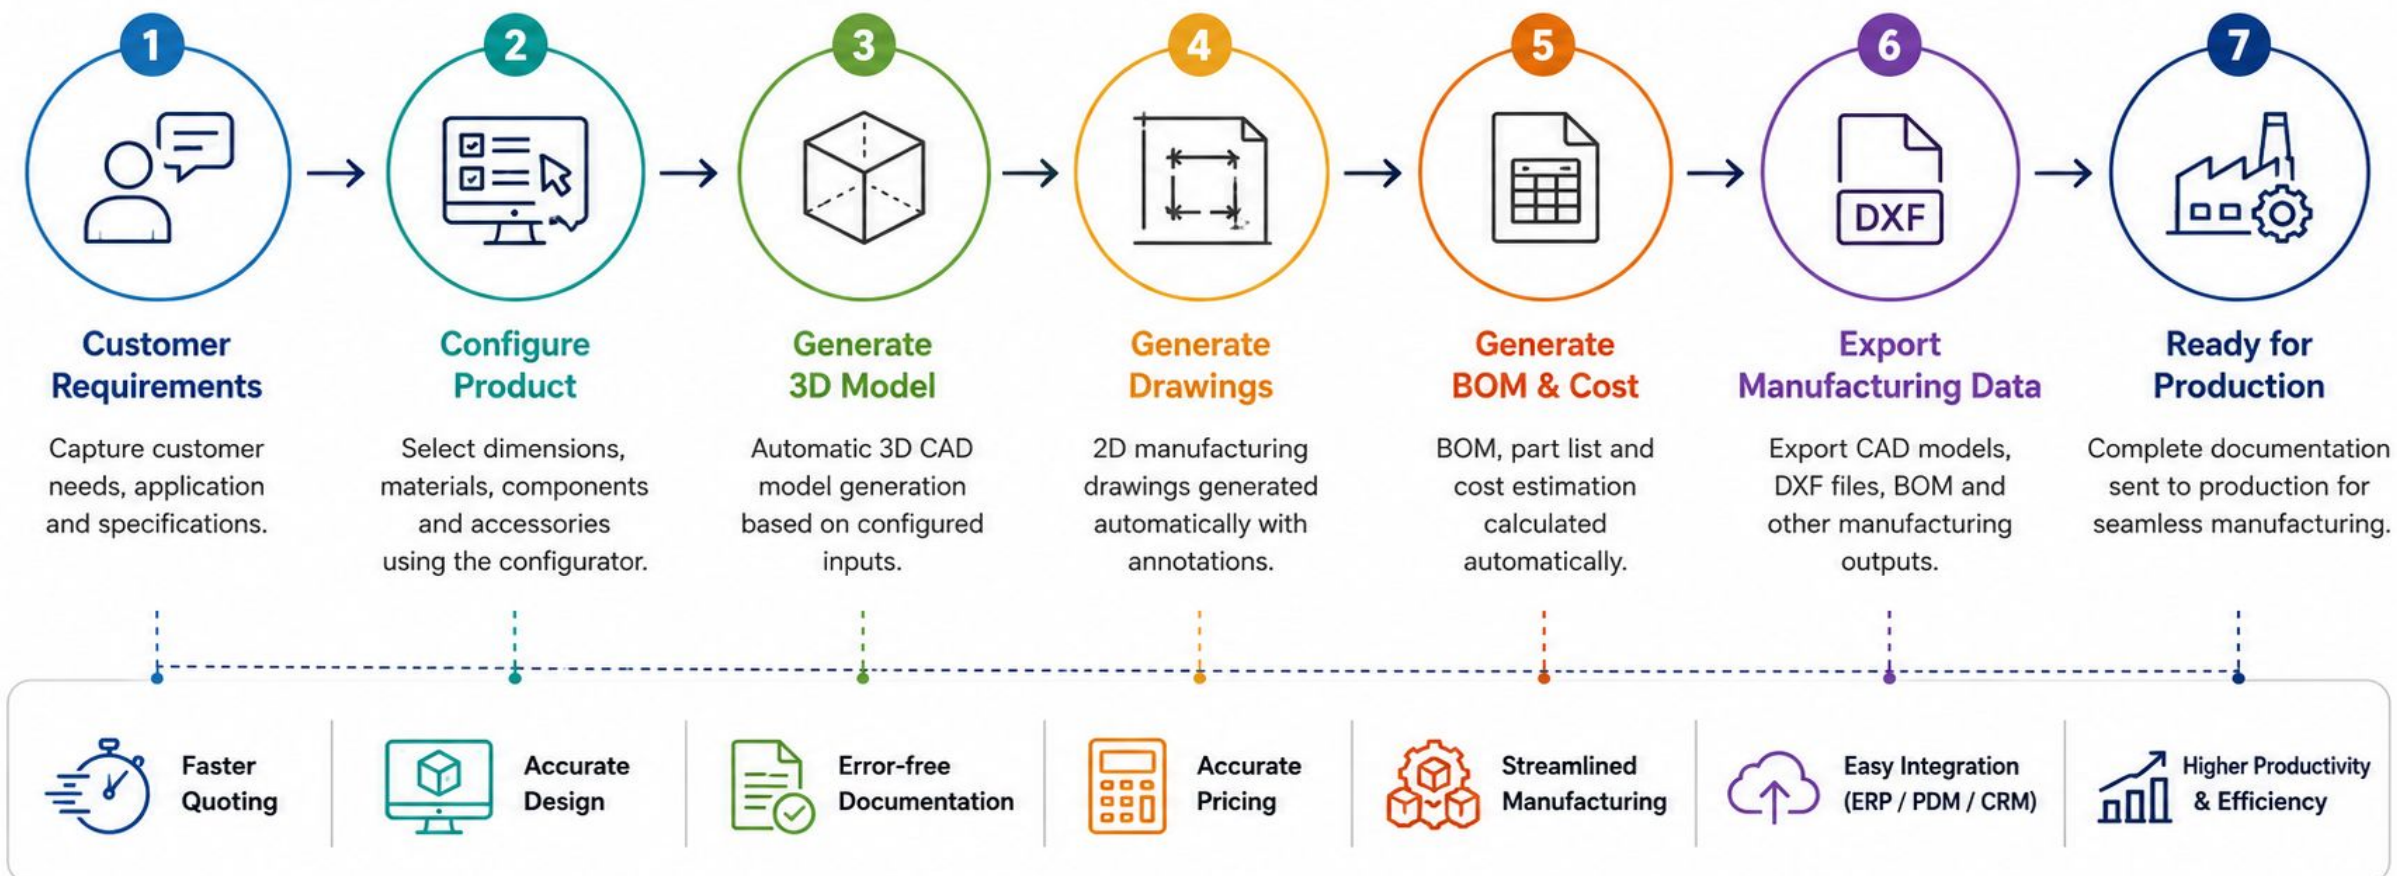 1
2
3
4
5
6
7
DXF
Customer
Requirements
Capture customer
needs, application
and specifications.
Configure
Product
Select dimensions,
materials, components
and accessories
using the configurator.
Generate
3D Model
Automatic 3D CAD
model generation
based on configured
inputs.
Generate
Drawings
2D manufacturing
drawings generated
automatically with
annotations.
Generate
BOM & Cost
BOM, part list and
cost estimation
calculated
automatically.
Export
Manufacturing Data
Export CAD models,
DXF files, BOM and
other manufacturing
outputs.
Ready for
Production
Complete documentation
sent to production for
seamless manufacturing.
Faster
Quoting
Accurate
Design
Error-free
Documentation
Accurate
Pricing
Streamlined
Manufacturing
Easy Integration
(ERP / PDM / CRM)
Higher Productivity
& Efficiency